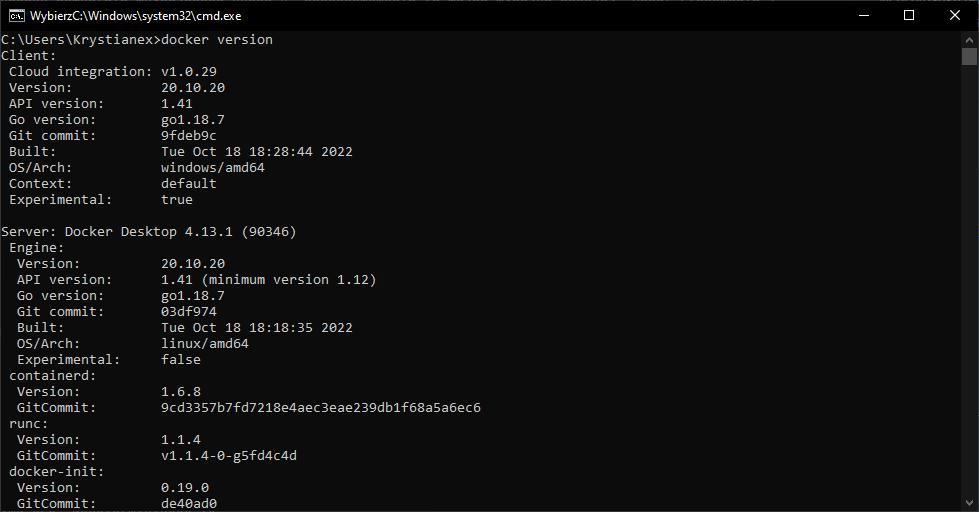 WybierzC:\Windows\system32\cmd.exe
C:\Users\Krystianex>docker version
Client:
 Cloud integration: v1.0.29
 Version:           20.10.20
 API version:       1.41
 Go version:        go1.18.7
 Git commit:        9fdeb9c
 Built:             Tue Oct 18 18:28:44 2022
 OS/Arch:           windows/amd64
 Context:           default
 Experimental:      true

Server: Docker Desktop 4.13.1 (90346)
 Engine:
  Version:          20.10.20
  API version:      1.41 (minimum version 1.12)
  Go version:       go1.18.7
  Git commit:       03df974
  Built:            Tue Oct 18 18:18:35 2022
  OS/Arch:          linux/amd64
  Experimental:     false
 containerd:
  Version:          1.6.8
  GitCommit:        9cd3357b7fd7218e4aec3eae239db1f68a5a6ec6
 runc:
  Version:          1.1.4
  GitCommit:        v1.1.4-0-g5fd4c4d
 docker-init:
  Version:          0.19.0
  GitCommit:        de40ad0